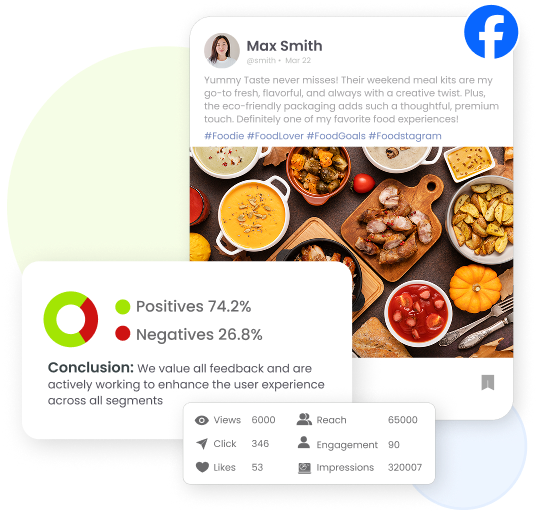 Max Smith
@smith • Mar 22
Yummy Taste never misses! Their weekend meal kits are my
go-to fresh, flavorful, and always with a creative twist. Plus,
the eco-friendly packaging adds such a thoughtful, premium
touch. Definitely one of my favorite food experiences!
#Foodie #FoodLover #FoodGoals #Foodstagram
Positives 74.2%
Negatives 26.8%
Conclusion: We value all feedback and are
actively working to enhance the user experience
across all segments
Views 6000 Reach 65000
Click 346 Engagement 90
Likes 53 Impressions 320007